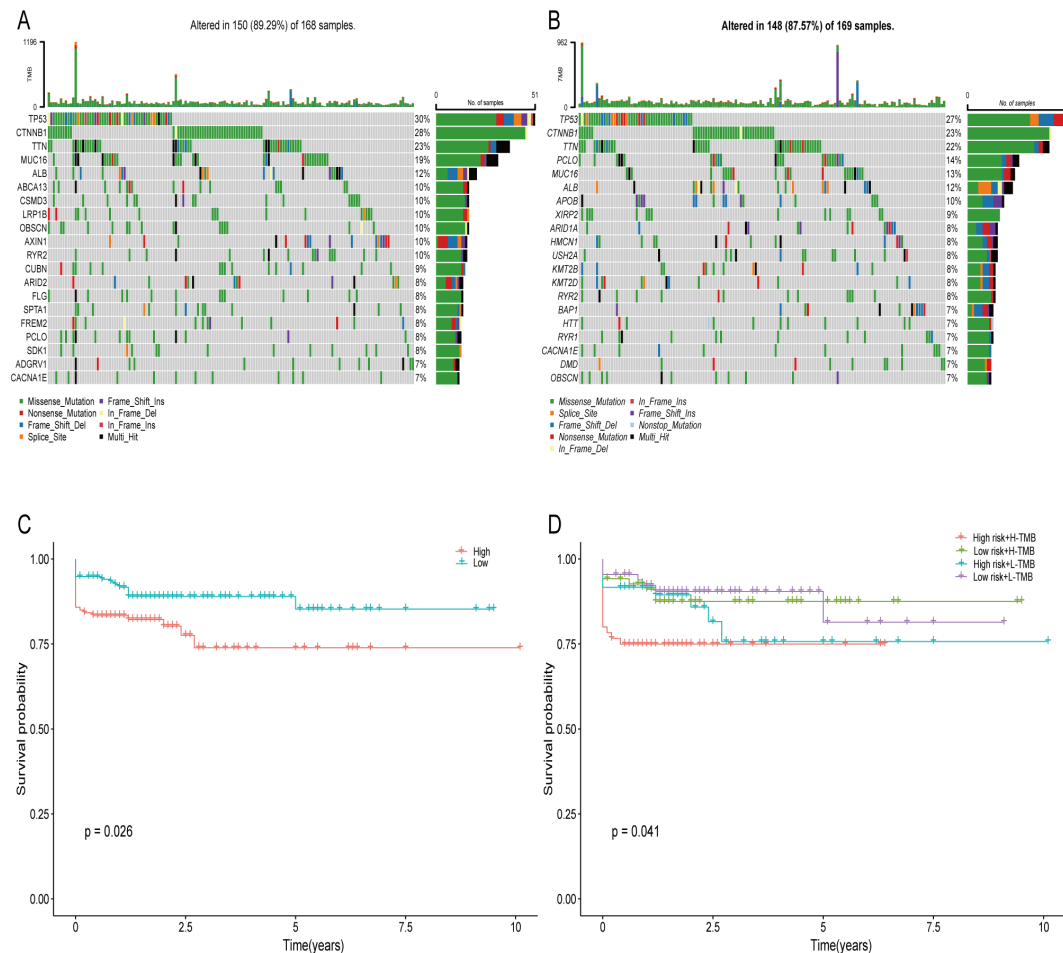 A
Altered in 150 (89.29%) of 168 samples.
1196
TMB
0
0
51
No. of samples
TP53 30%
CTNNB1 28%
TTN 23%
MUC16 19%
ALB 12%
ABCA13 10%
CSMD3 10%
LRP1B 10%
OBSCN 10%
AXIN1 10%
RYR2 10%
CUBN 9%
ARID2 8%
FLG 8%
SPTA1 8%
FREM2 8%
PCLO 8%
SDK1 8%
ADGRV1 7%
CACNA1E 7%
Missense_Mutation
Nonsense_Mutation
Frame_Shift_Del
Splice_Site
Frame_Shift_Ins
In_Frame_Del
In_Frame_Ins
Multi_Hit
B
Altered in 148 (87.57%) of 169 samples.
962
TMB
0
0
No. of samples
TP53 27%
CTNNB1 23%
TTN 22%
PCLO 14%
MUC16 13%
ALB 12%
APOB 10%
XIRP2 9%
ARID1A 8%
HMCN1 8%
USH2A 8%
KMT2B 8%
KMT2D 8%
RYR2 8%
BAP1 7%
HTT 7%
RYR1 7%
CACNA1E 7%
DMD 7%
OBSCN 7%
Missense_Mutation
Splice_Site
Frame_Shift_Del
Nonsense_Mutation
In_Frame_Del
In_Frame_Ins
Frame_Shift_Ins
Nonstop_Mutation
Multi_Hit
C
High
Low
Survival probability
1.00
0.75
0.50
0.25
0.00
p = 0.026
0 2.5 5 7.5 10
Time(years)
D
High risk+H-TMB
Low risk+H-TMB
High risk+L-TMB
Low risk+L-TMB
Survival probability
1.00
0.75
0.50
0.25
0.00
p = 0.041
0 2.5 5 7.5 10
Time(years)